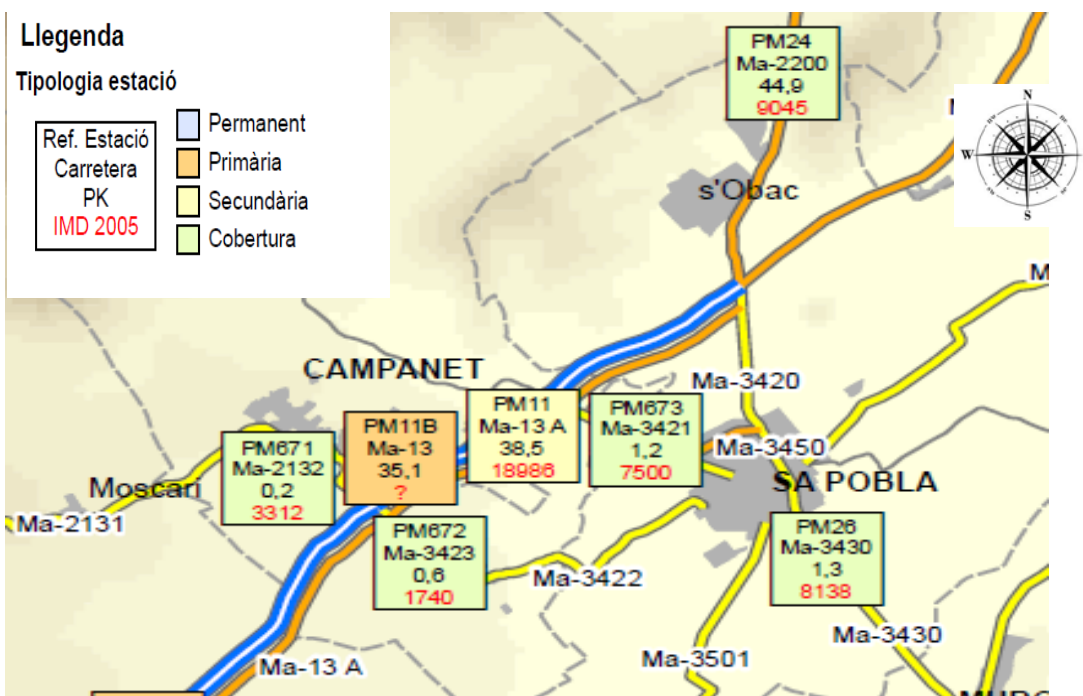 Llegenda
Tipologia estació
Ref. Estació
Carretera
PK
IMD 2005
Permanent
Primària
Secundària
Cobertura
PM24
Ma-2200
44,9
9045
N
W
S
s'Obac
M
CAMPANET
Ma-3420
PM11
Ma-13 A
38,5
18986
PM673
Ma-3421
1,2
7500
PM11B
Ma-13
35,1
?
PM671
Ma-2132
0,2
3312
Ma-3450
SA POBLA
Moscari
Ma-2131
PM672
Ma-3423
0,6
1740
PM26
Ma-3430
1,3
8138
Ma-3422
Ma-3430
Ma-3501
Ma-13 A